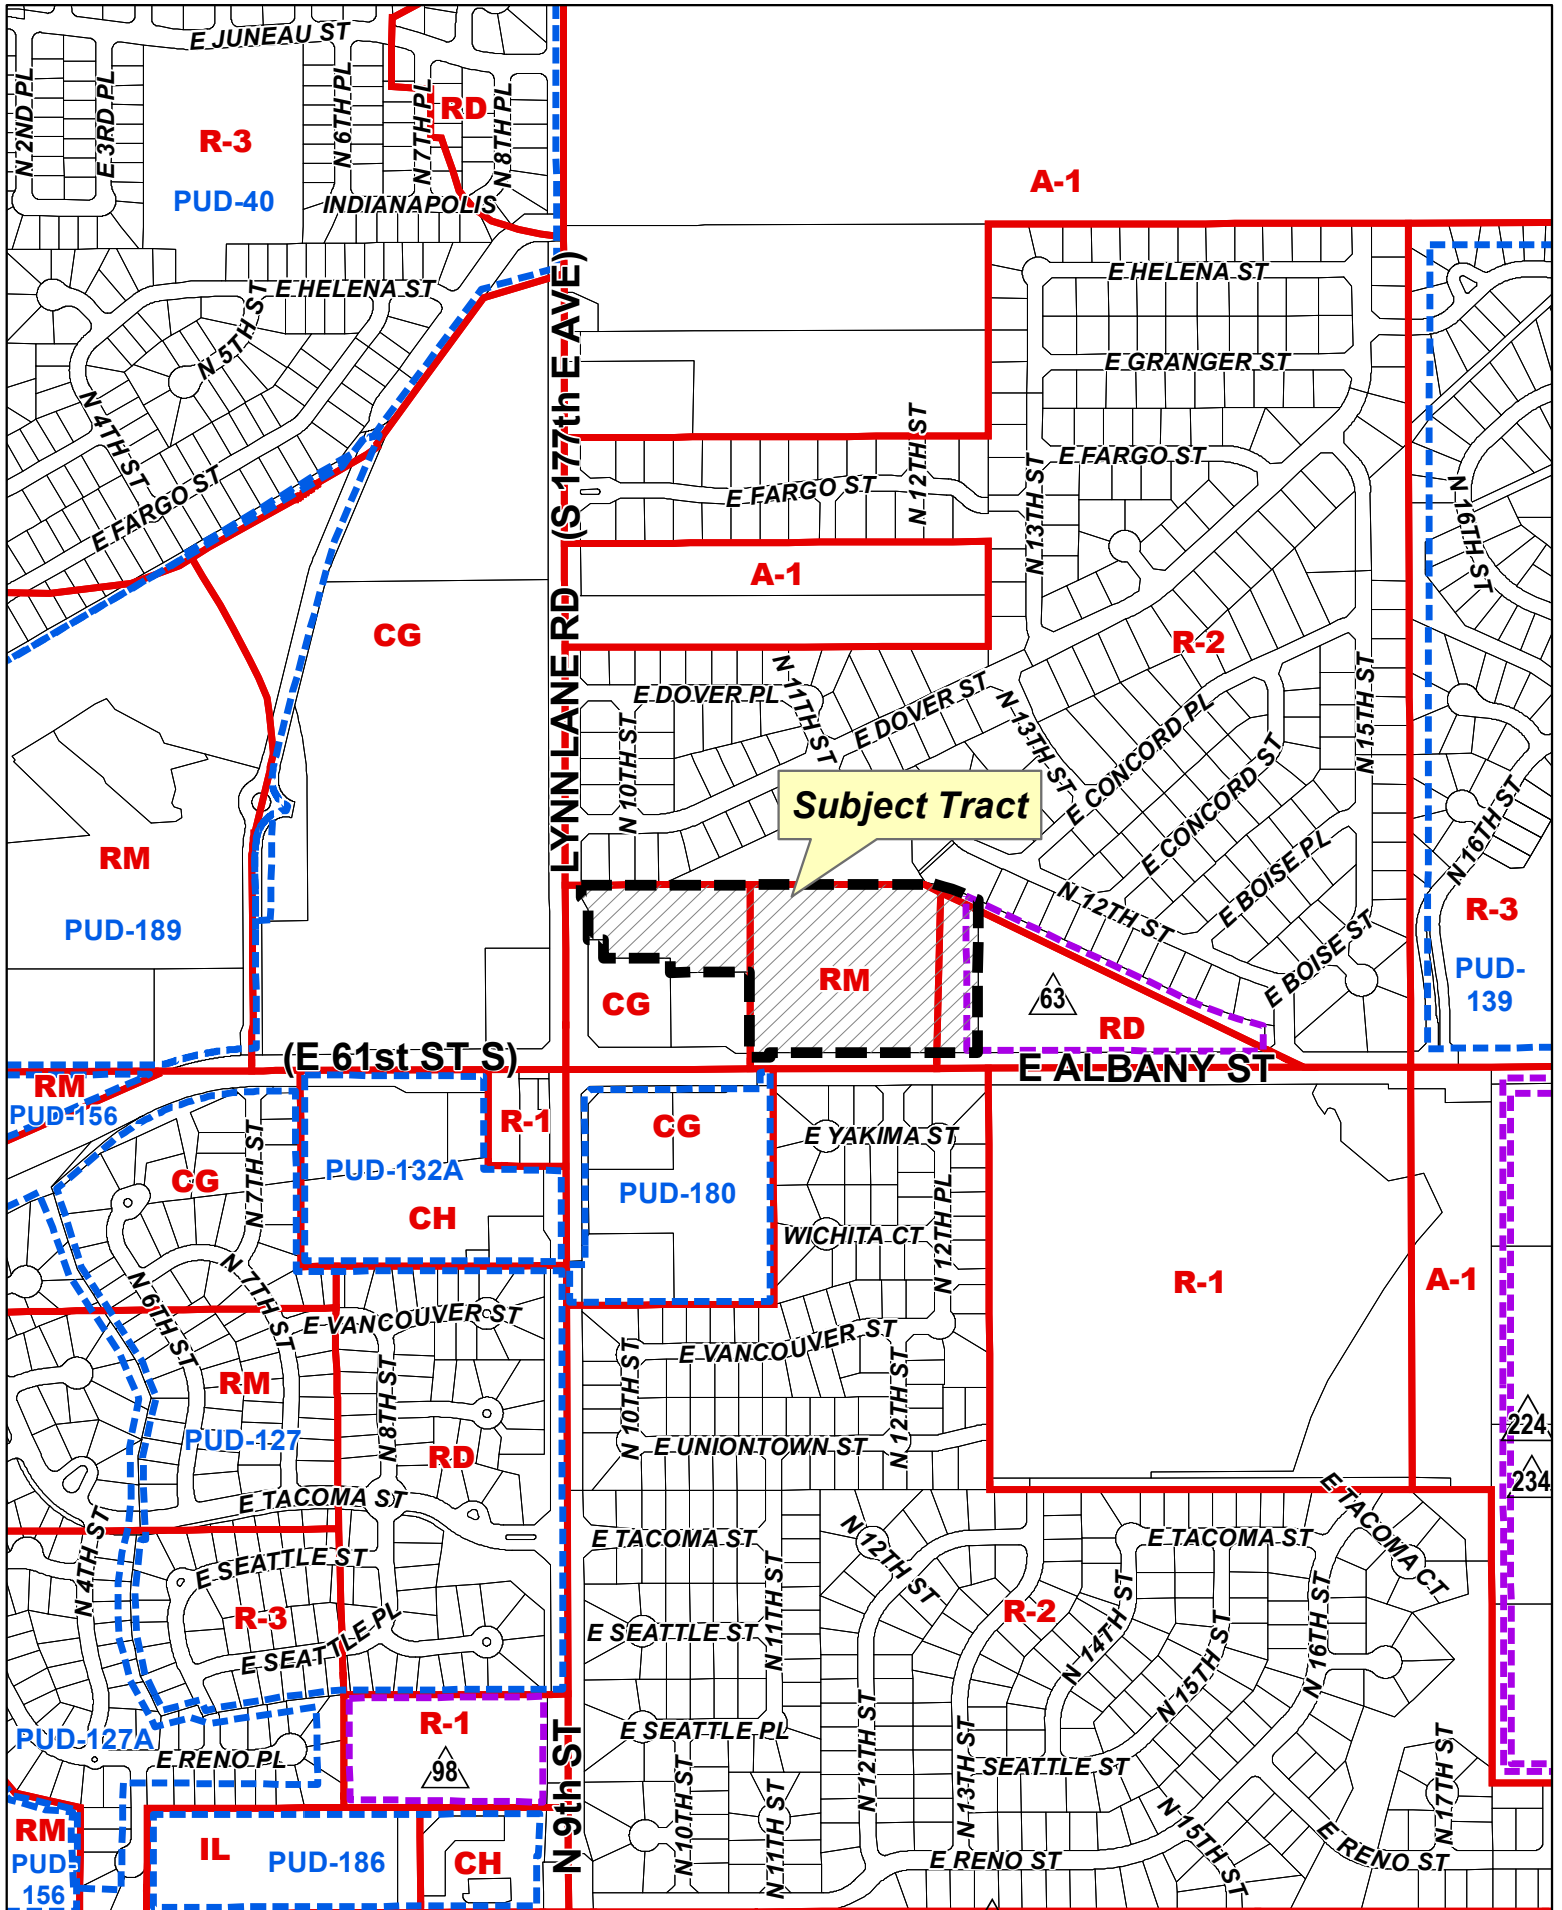 E JUNEAU ST
N 2ND PL
E 3RD PL
N 6TH PL
N 7TH PL
RD
N 8TH PL
R-3
PUD-40
INDIANAPOLIS
A-1
E HELENA ST
E HELENA ST
N 5TH ST
LYNN LANE RD (S 177th E AVE)
E GRANGER ST
N 4TH ST
E FARGO ST
N 12TH ST
E FARGO ST
E FARGO ST
N 13TH ST
N 16TH ST
A-1
CG
R-2
E DOVER PL
N 11TH ST
E DOVER ST
N 13TH ST
E CONCORD PL
N 15TH ST
N 10TH ST
E CONCORD ST
Subject Tract
N 16TH ST
RM
E BOISE PL
N 12TH ST
R-3
PUD-189
E BOISE ST
PUD-
139
RM
CG
63
RD
(E 61st ST S)
E ALBANY ST
RM
PUD-156
R-1
CG
E YAKIMA ST
N 7TH ST
PUD-132A
CG
PUD-180
CH
WICHITA CT
N 12TH PL
R-1
A-1
N 6TH ST
N 7TH ST
E VANCOUVER ST
E VANCOUVER ST
RM
N 8TH ST
N 10TH ST
N 12TH ST
PUD-127
RD
E UNIONTOWN ST
224
234
E TACOMA ST
E TACOMA ST
N 12TH ST
E TACOMA ST
E TACOMA CT
N 4TH ST
E SEATTLE ST
R-3
E SEATTLE PL
E SEATTLE ST
N 11TH ST
R-2
N 14TH ST
N 15TH ST
N 16TH ST
R-1
98
PUD-127A
E RENO PL
N 9th ST
E SEATTLE PL
N 12TH ST
N 13TH ST
SEATTLE ST
N 17TH ST
N 10TH ST
N 11TH ST
N 15TH ST
RM
PUD-
156
IL
PUD-186
CH
E RENO ST
E RENO ST